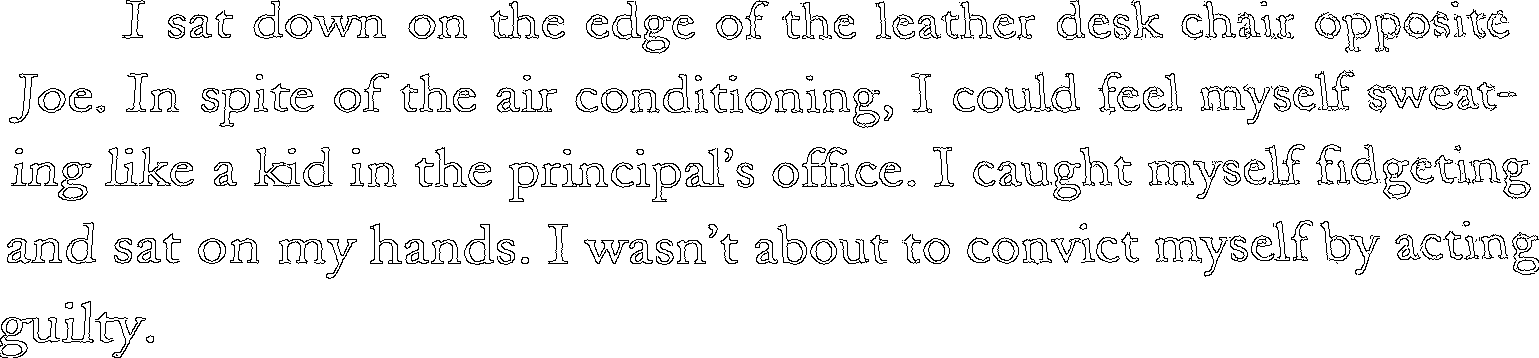 I sat down on the edge of the leather desk chair opposite
Joe. In spite of the air conditioning, I could feel myself sweat-
ing like a kid in the principal's office. I caught myself fidgeting
and sat on my hands. I wasn't about to convict myself by acting
guilty.